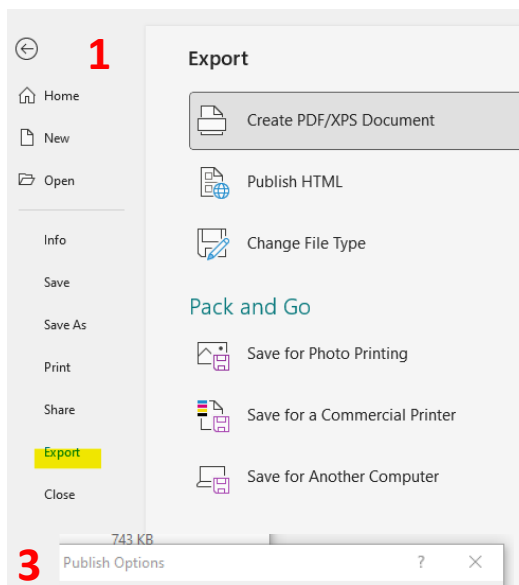 1
Home
New
Open
Info
Save
Save As
Print
Share
Export
Close
Export
Create PDF/XPS Document
Publish HTML
Change File Type
Pack and Go
Save for Photo Printing
Save for a Commercial Printer
Save for Another Computer
743 KB
3
Publish Options ?